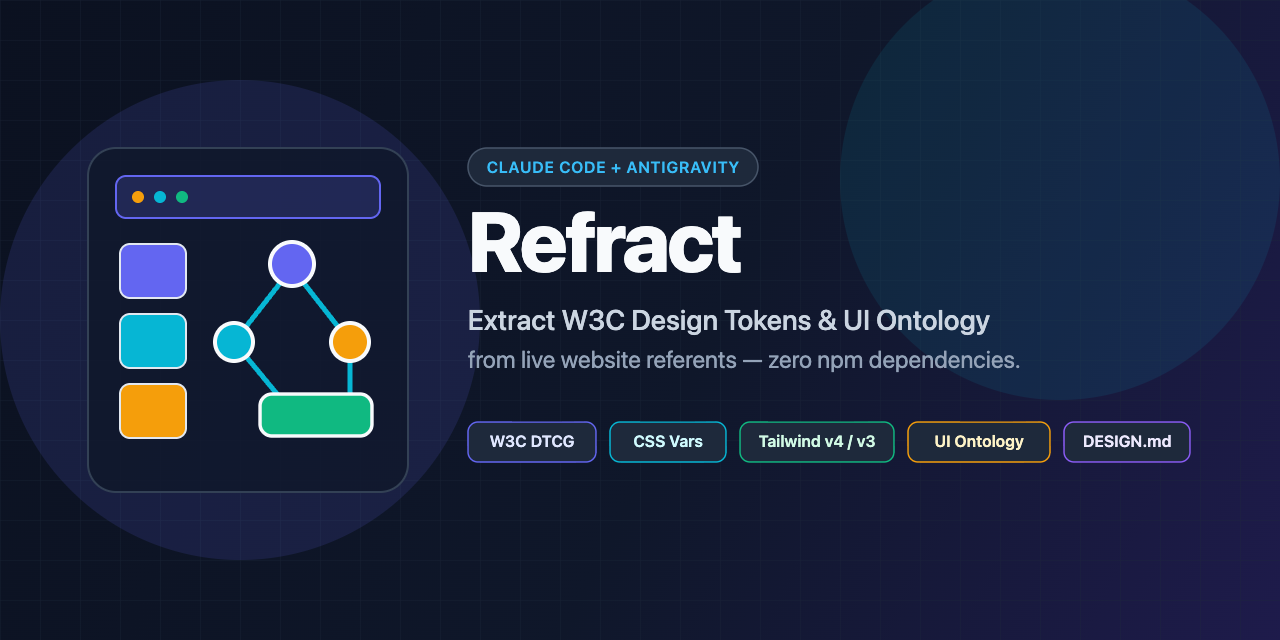 CLAUDE CODE + ANTIGRAVITY
Refract
Extract W3C Design Tokens & UI Ontology
from live website referents — zero npm dependencies.
W3C DTCG
CSS Vars
Tailwind v4 / v3
UI Ontology
DESIGN.md